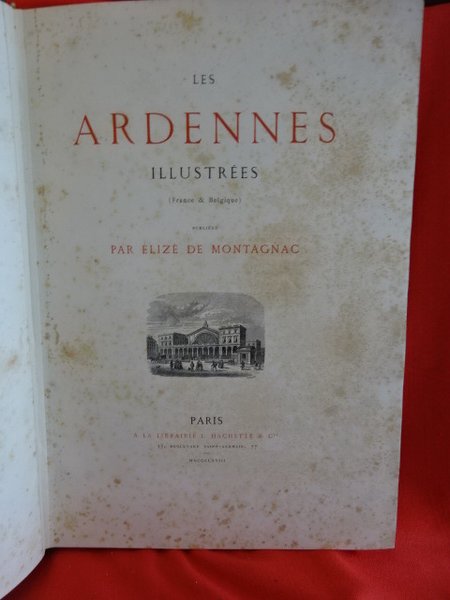 LES
ARDENNES
ILLUSTRÉES
(France & Belgique)
PUBLIÉES
PAR ELIZÉ DE MONTAGNAC
PARIS
A LA LIBRAIRIE L. HACHETTE & Cie
77, BOULEVARD SAINT-GERMAIN, 77
MDCCCLXVIII